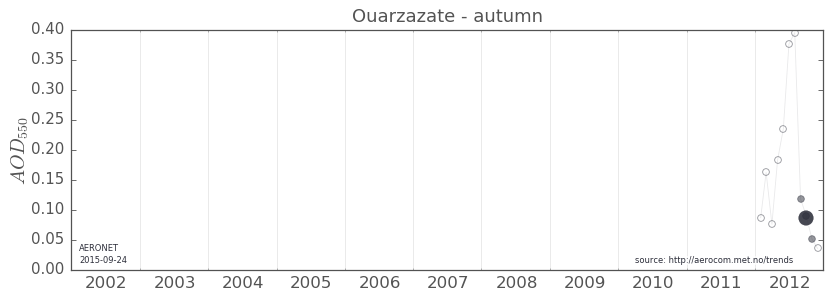 Ouarzazate - autumn
0.40
0.35
0.30
0.25
0.20
0.15
0.10
0.05
0.00
AOD550
AERONET
2015-09-24
source: http://aerocom.met.no/trends
2002 2003 2004 2005 2006 2007 2008 2009 2010 2011 2012